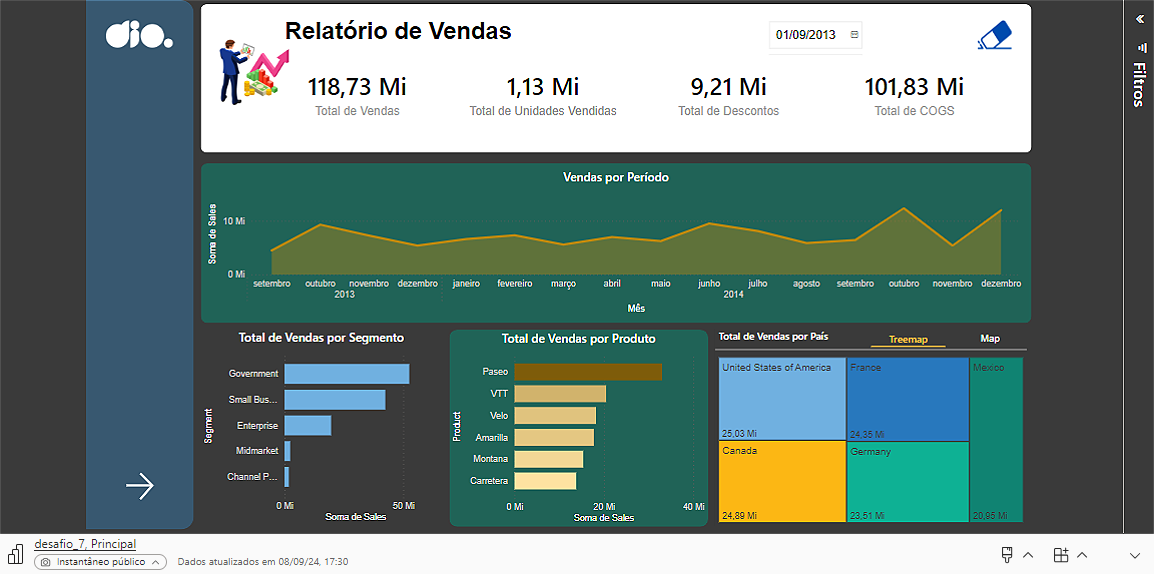 dio.
Relatório de Vendas
01/09/2013
118,73 Mi
Total de Vendas
1,13 Mi
Total de Unidades Vendidas
9,21 Mi
Total de Descontos
101,83 Mi
Total de COGS
Filtros
Vendas por Período
Soma de Sales
10 Mi
0 Mi
setembro outubro novembro dezembro janeiro fevereiro março abril maio junho julho agosto setembro outubro novembro dezembro
2013 2014
Mês
Total de Vendas por Segmento
Segment
Government
Small Bus...
Enterprise
Midmarket
Channel P...
0 Mi 50 Mi
Soma de Sales
Total de Vendas por Produto
Product
Paseo
VTT
Velo
Amarilla
Montana
Carretera
0 Mi 20 Mi 40 Mi
Soma de Sales
Total de Vendas por País
Treemap
Map
United States of America
25,03 Mi
France
24,35 Mi
Mexico
20,95 Mi
Canada
24,89 Mi
Germany
23,51 Mi
desafio_7, Principal
Instantâneo público
Dados atualizados em 08/09/24, 17:30